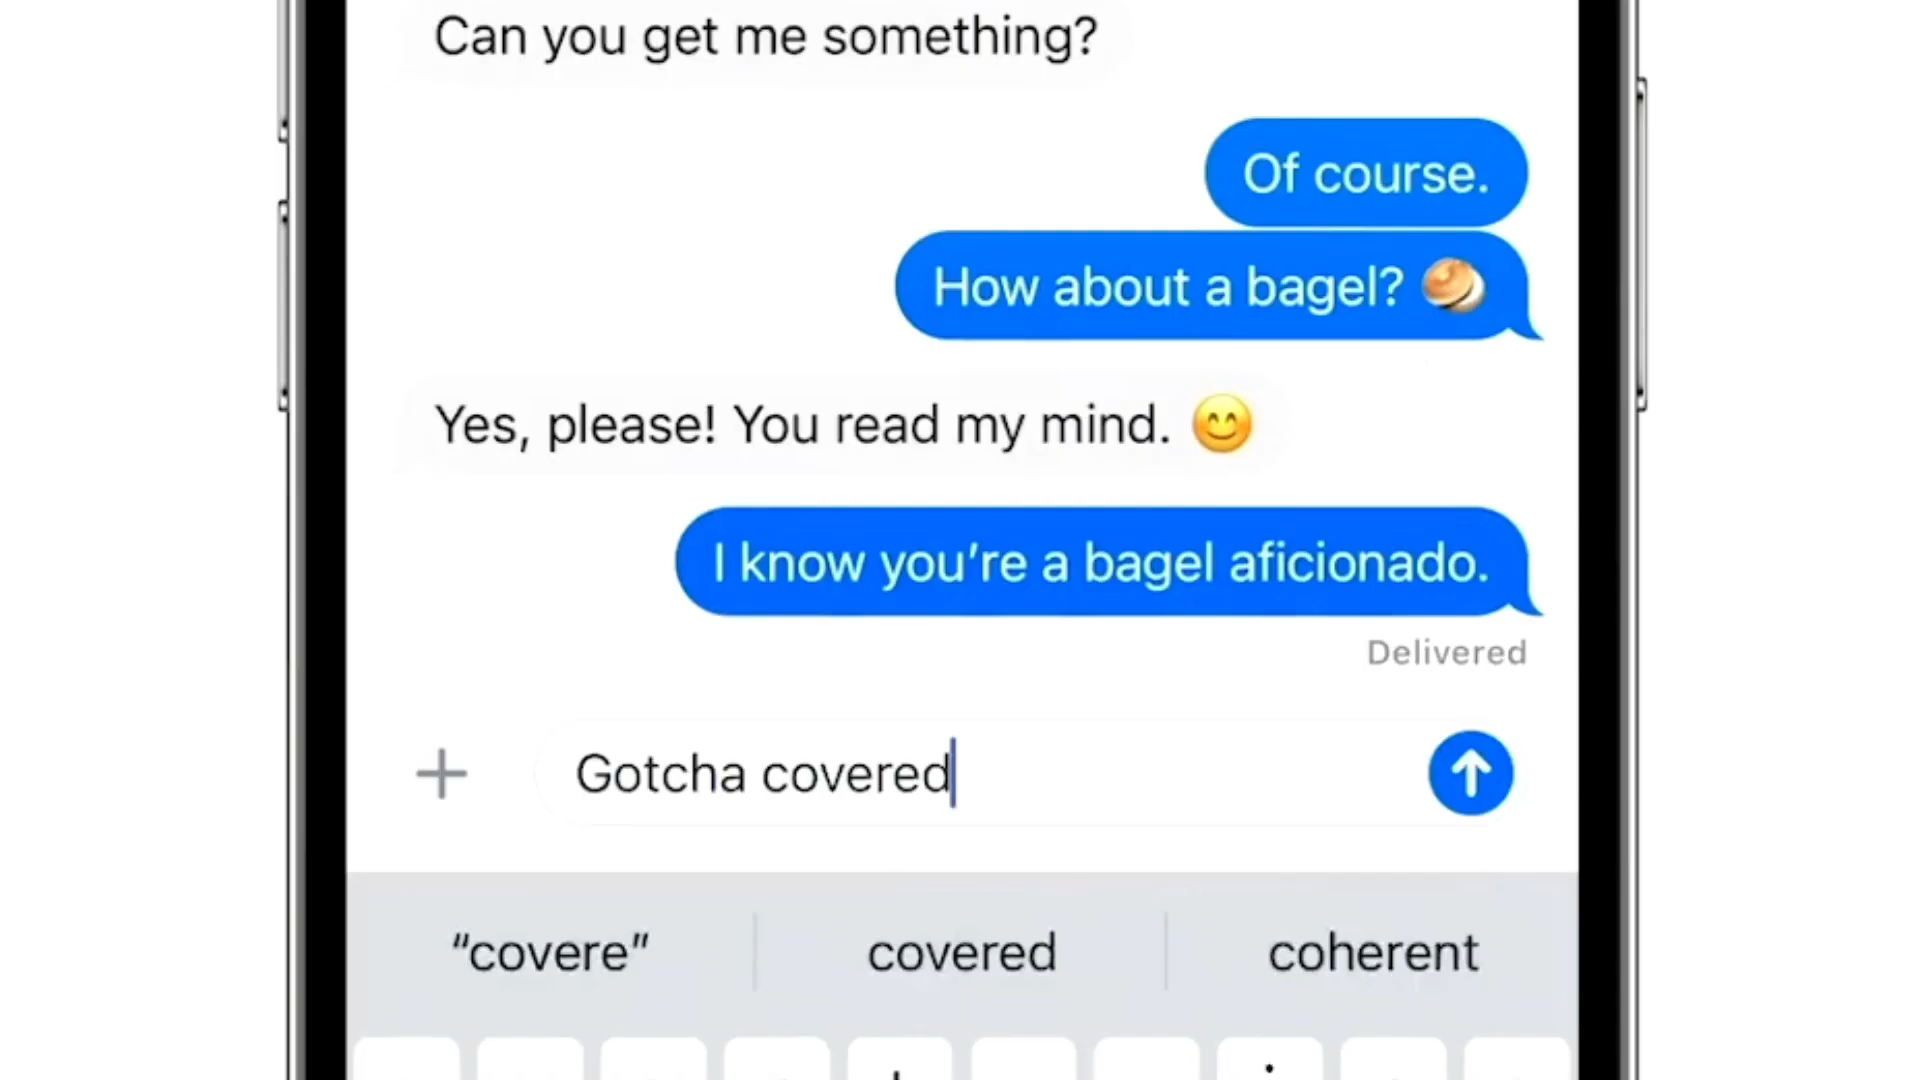 Can you get me something?
Of course.
How about a bagel? 🥯
Yes, please! You read my mind. 😊
I know you’re a bagel aficionado.
Delivered
Gotcha covered
“covere” covered coherent